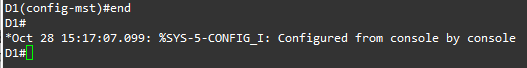 D1(config-mst)#end
D1#
*Oct 28 15:17:07.099: %SYS-5-CONFIG_I: Configured from console by console
D1#